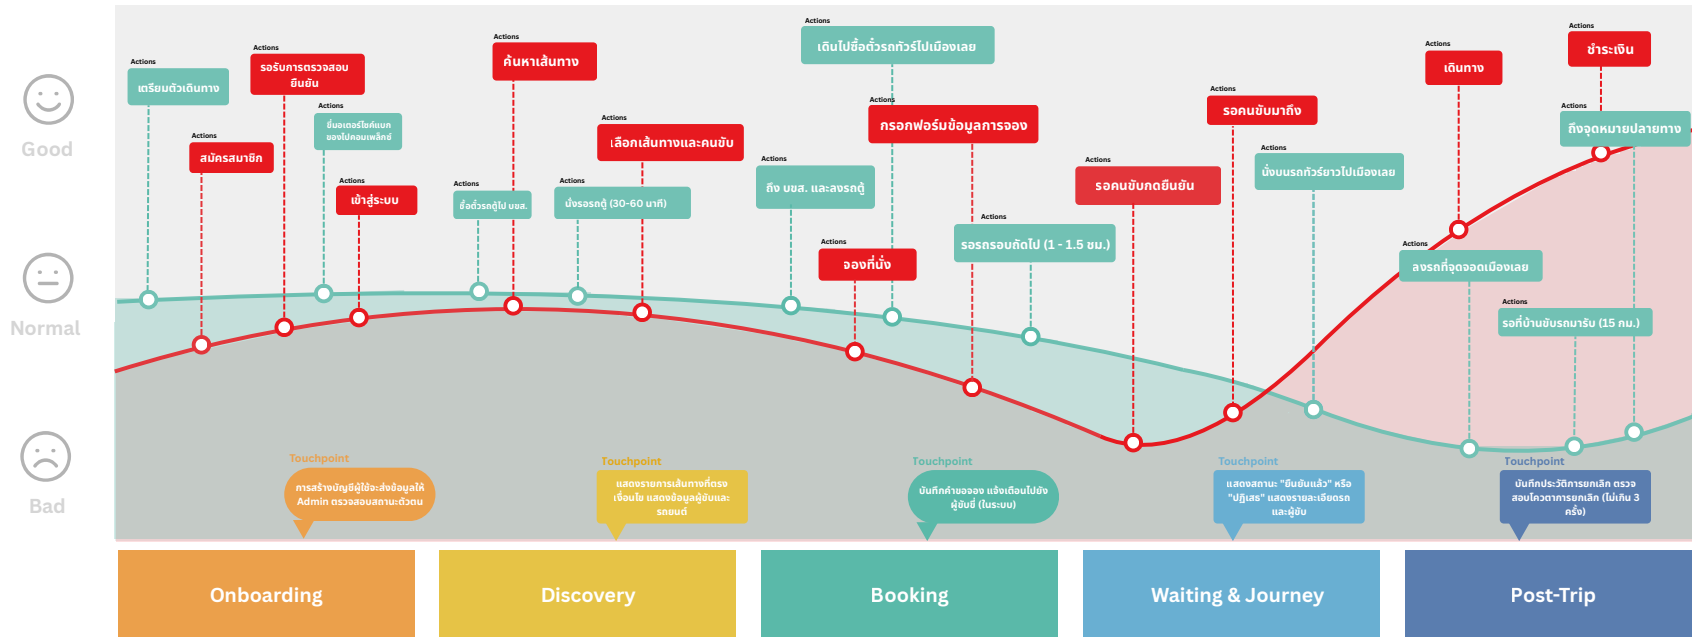 Good
Normal
Bad
Actions
เตรียมตัวเดินทาง
Actions
สมัครสมาชิก
Actions
รอรับการตรวจสอบ
ยืนยัน
Actions
ขี่มอเตอร์ไซค์แบก
ของไปคอมเพล็กซ์
Actions
เข้าสู่ระบบ
Actions
ซื้อตั๋วรถตู้ไป บขส.
Actions
ค้นหาเส้นทาง
Actions
นั่งรอรถตู้ (30-60 นาที)
Actions
เลือกเส้นทางและคนขับ
Actions
ถึง บขส. และลงรถตู้
Actions
เดินไปซื้อตั๋วรถทัวร์ไปเมืองเลย
Actions
จองที่นั่ง
Actions
กรอกฟอร์มข้อมูลการจอง
Actions
รอรถรอบถัดไป (1 - 1.5 ชม.)
Actions
รอคนขับกดยืนยัน
Actions
รอคนขับมาถึง
Actions
นั่งบนรถทัวร์ยาวไปเมืองเลย
Actions
เดินทาง
Actions
ลงรถที่จุดจอดเมืองเลย
Actions
ชำระเงิน
Actions
ถึงจุดหมายปลายทาง
Actions
รอที่บ้านขับรถมารับ (15 กม.)
Touchpoint
การสร้างบัญชีผู้ใช้จะส่งข้อมูลให้
Admin ตรวจสอบสถานะตัวตน
Touchpoint
แสดงรายการเส้นทางที่ตรง
เงื่อนไข แสดงข้อมูลผู้ขับและ
รถยนต์
Touchpoint
บันทึกคำขอจอง แจ้งเตือนไปยัง
ผู้ขับขี่ (ในระบบ)
Touchpoint
แสดงสถานะ "ยืนยันแล้ว" หรือ
"ปฏิเสธ" แสดงรายละเอียดรถ
และผู้ขับ
Touchpoint
บันทึกประวัติการยกเลิก ตรวจ
สอบโควตาการยกเลิก (ไม่เกิน 3
ครั้ง)
Onboarding
Discovery
Booking
Waiting & Journey
Post-Trip